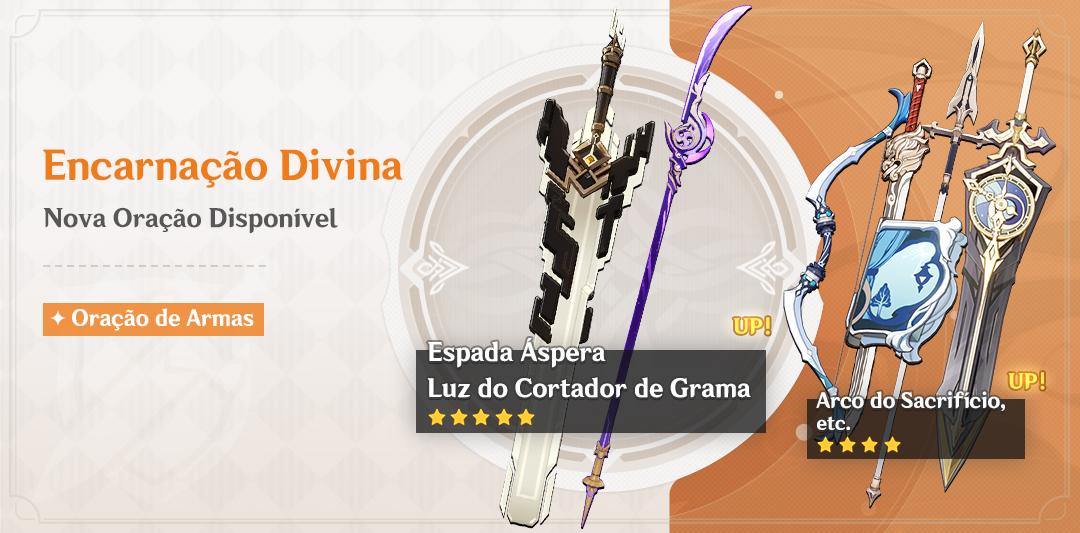 Encarnação Divina
Nova Oração Disponível
✦ Oração de Armas
UP!
Espada Áspera
Luz do Cortador de Grama
UP!
Arco do Sacrifício,
etc.